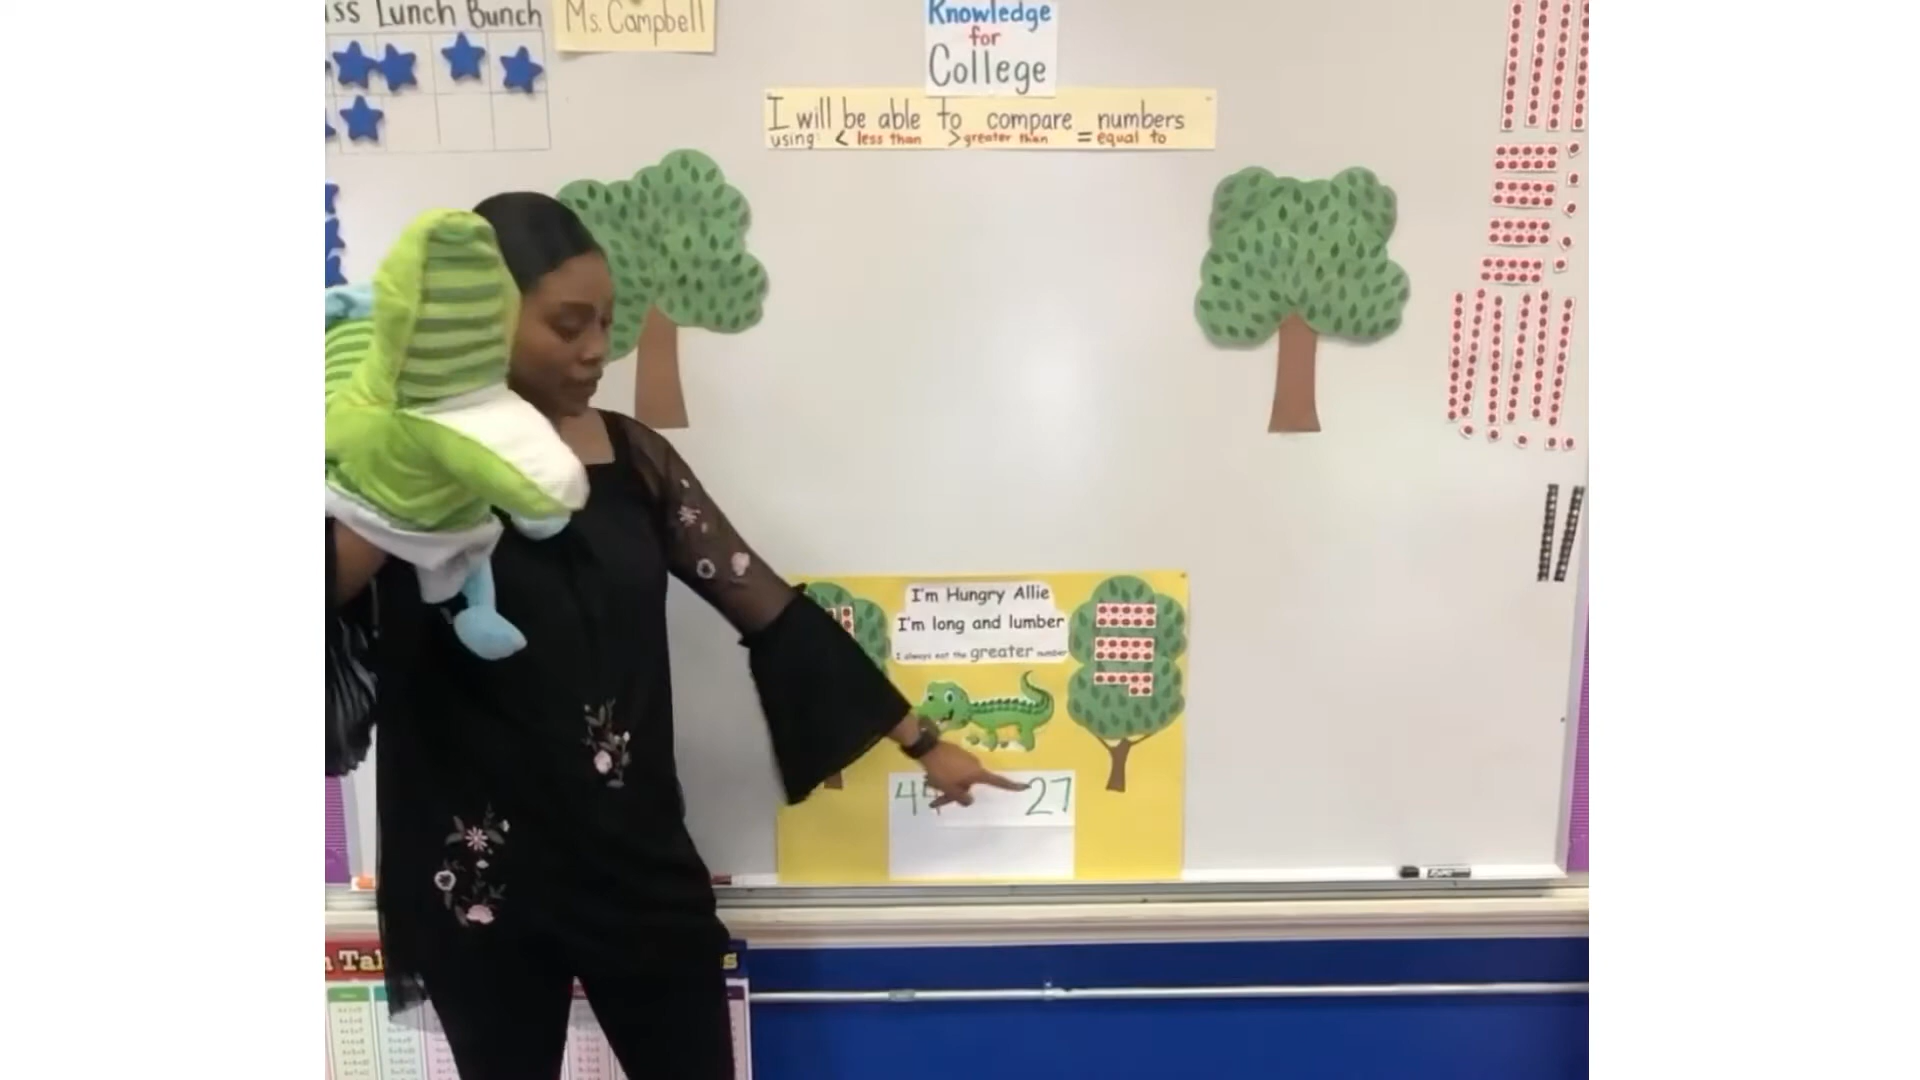 Lunch Bunch
Ms. Campbell
Knowledge
for
College
I will be able to compare numbers
using: < less than > greater than = equal to
I'm Hungry Allie
I'm long and lumber
I always eat the greater number
44 27